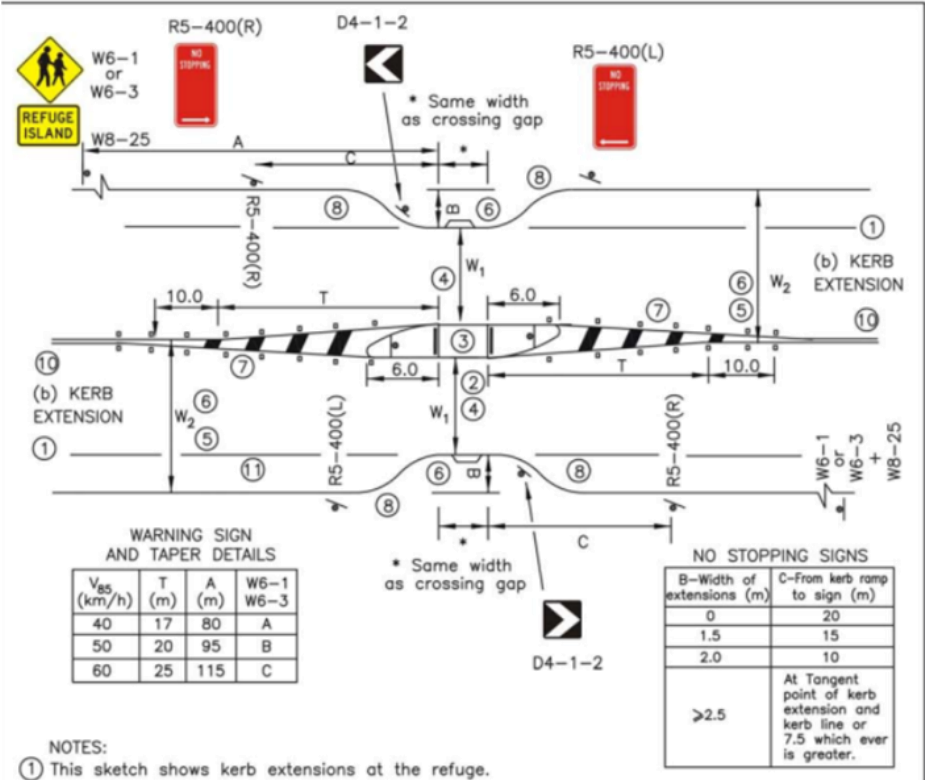 R5-400(R)
D4-1-2
R5-400(L)
W6-1
or
W6-3
NO
STOPPING
NO
STOPPING
REFUGE
ISLAND
W8-25
* Same width
as crossing gap
A
*
C
8
8
B
6
R5-400(R)
1
W₁
4
W₂
6
5
(b) KERB
EXTENSION
10.0
T
6.0
7
10
3
10
7
6.0
T
10.0
(b) KERB
EXTENSION
W₂
6
5
2
4
W₁
R5-400(L)
R5-400(R)
W6-1
or
W6-3
+
W8-25
1
11
6
B
8
8
*
C
* Same width
as crossing gap
D4-1-2
WARNING SIGN
AND TAPER DETAILS
V85 (km/h) T (m) A (m) W6-1 W6-3
40 17 80 A
50 20 95 B
60 25 115 C
NO STOPPING SIGNS
B-Width of extensions (m) C-From kerb ramp to sign (m)
0 20
1.5 15
2.0 10
⩾2.5 At Tangent point of kerb extension and kerb line or 7.5 which ever is greater.
NOTES:
1 This sketch shows kerb extensions at the refuge.